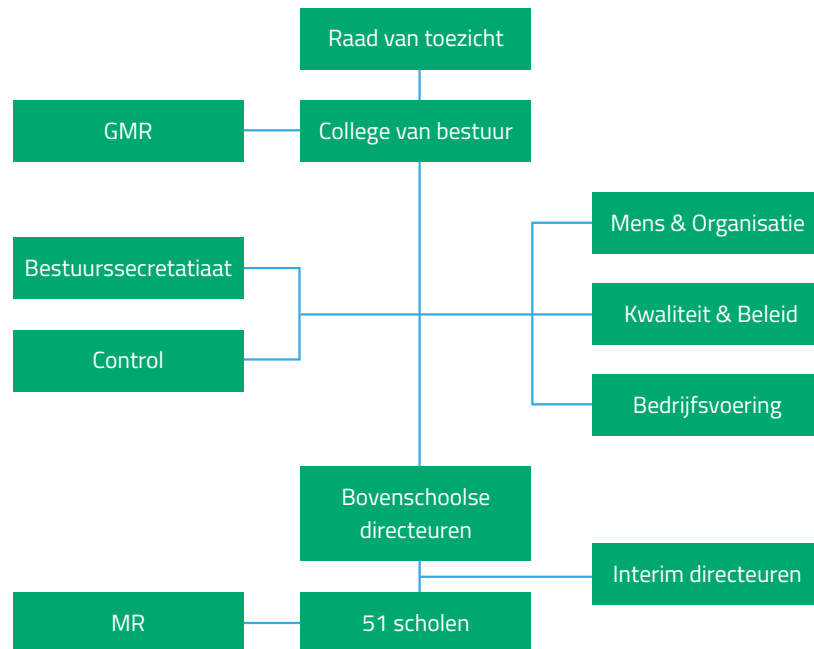 Raad van toezicht
GMR
College van bestuur
Mens & Organisatie
Bestuurssecretatiaat
Kwaliteit & Beleid
Control
Bedrijfsvoering
Bovenschoolse
directeuren
Interim directeuren
MR
51 scholen